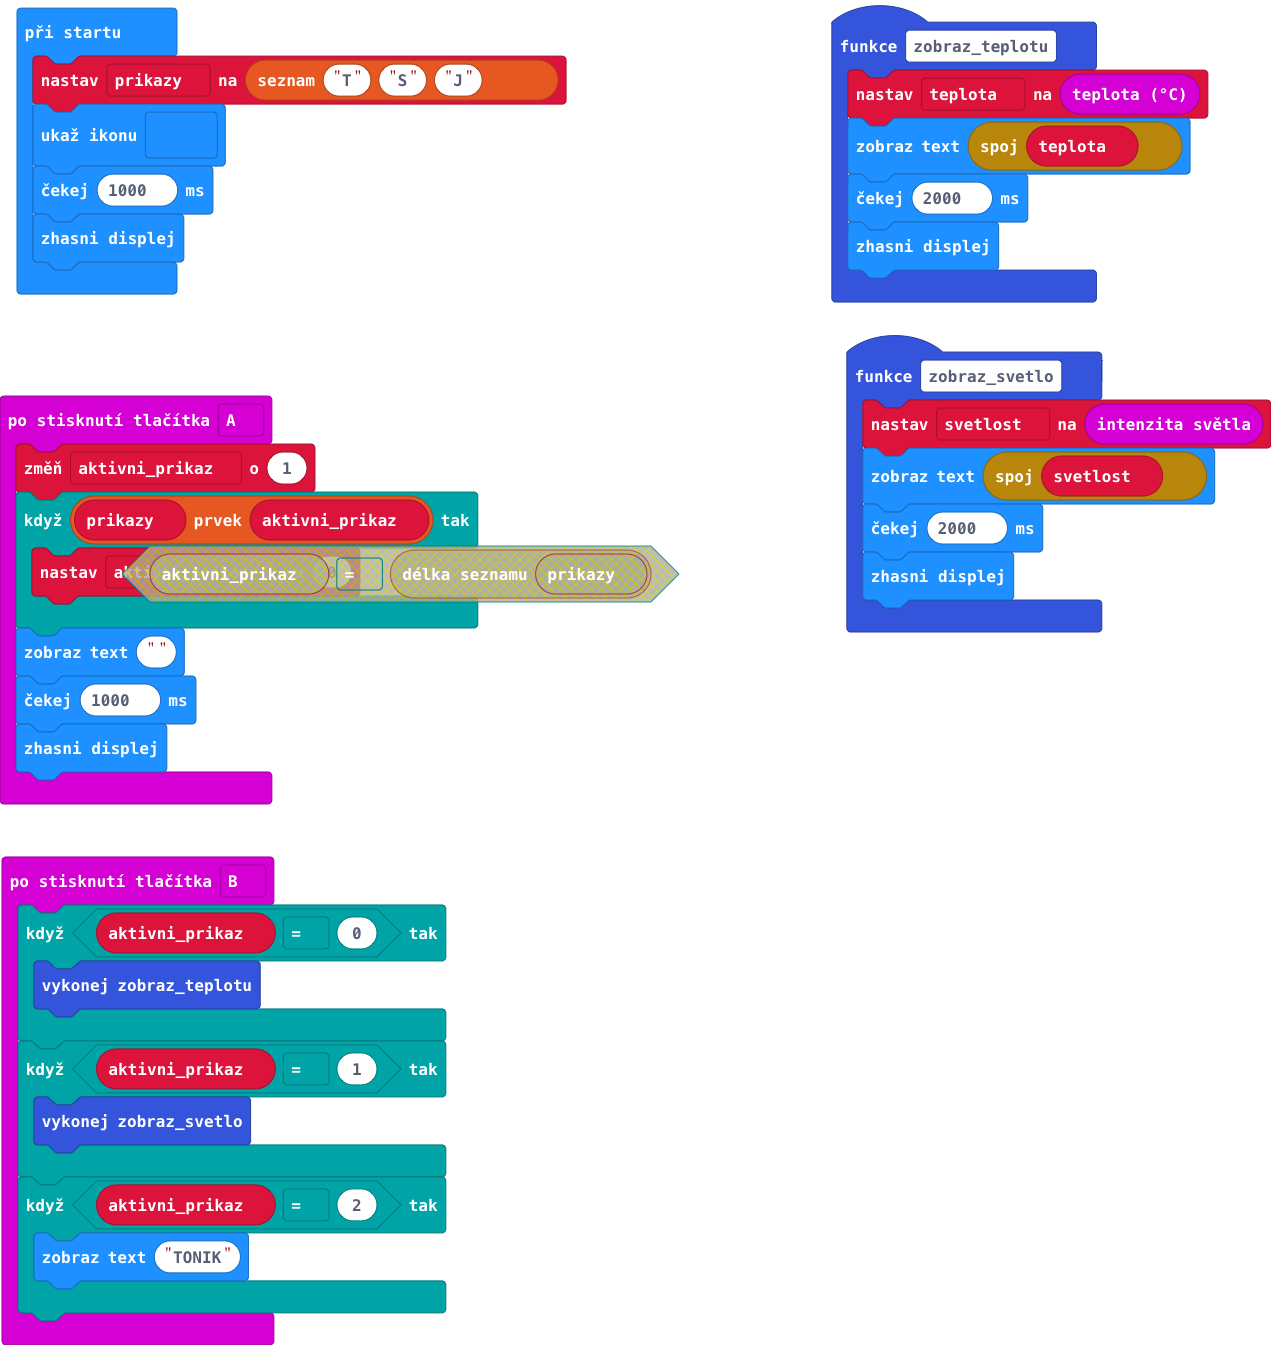 při startu
nastav prikazy na seznam "T" "S" "J"
ukaž ikonu
čekej 1000 ms
zhasni displej
funkce zobraz_teplotu
nastav teplota na teplota (°C)
zobraz text spoj teplota
čekej 2000 ms
zhasni displej
funkce zobraz_svetlo
nastav svetlost na intenzita světla
zobraz text spoj svetlost
čekej 2000 ms
zhasni displej
po stisknutí tlačítka A
změň aktivni_prikaz o 1
když prikazy prvek aktivni_prikaz tak
nastav
aktivni_prikaz = délka seznamu prikazy
zobraz text " "
čekej 1000 ms
zhasni displej
po stisknutí tlačítka B
když aktivni_prikaz = 0 tak
vykonej zobraz_teplotu
když aktivni_prikaz = 1 tak
vykonej zobraz_svetlo
když aktivni_prikaz = 2 tak
zobraz text "TONIK"